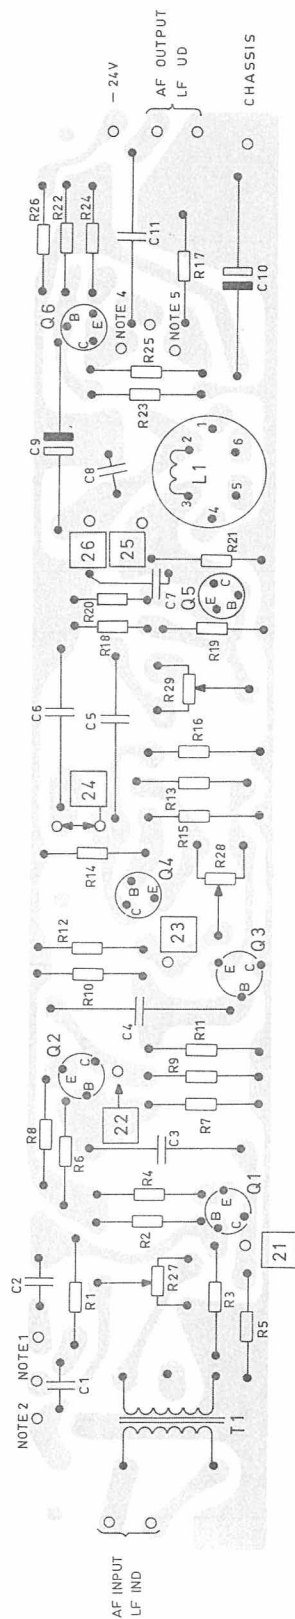 AF INPUT
LF IND
NOTE 2
NOTE 1
C1
C2
R1
T1
R27
R3
R5
21
Q1
B
E
C
R2
R4
R8
R6
Q2
E
B
C
22
C3
R7
R9
R11
C4
R10
R12
Q3
E
B
C
23
R28
R14
Q4
C
B
E
24
C6
C5
R15
R13
R16
R29
R18
R20
R19
Q5
E
B
C
C7
R21
26
25
C8
C9
L1
3
2
4
1
5
6
R23
R25
Q6
B
C
E
NOTE 4
NOTE 5
R26
R22
R24
C11
R17
C10
- 24V
AF OUTPUT
LF UD
CHASSIS